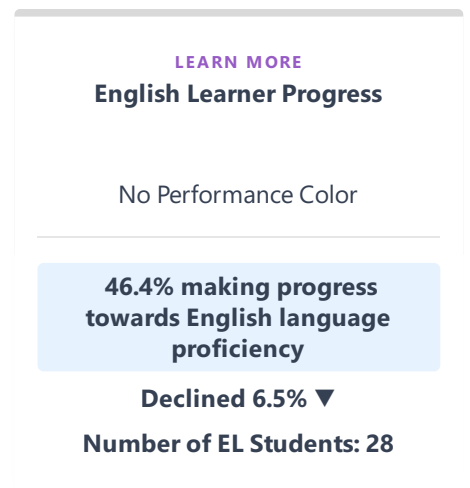 LEARN MORE
English Learner Progress
No Performance Color
46.4% making progress
towards English language
proficiency
Declined 6.5% ▼
Number of EL Students: 28